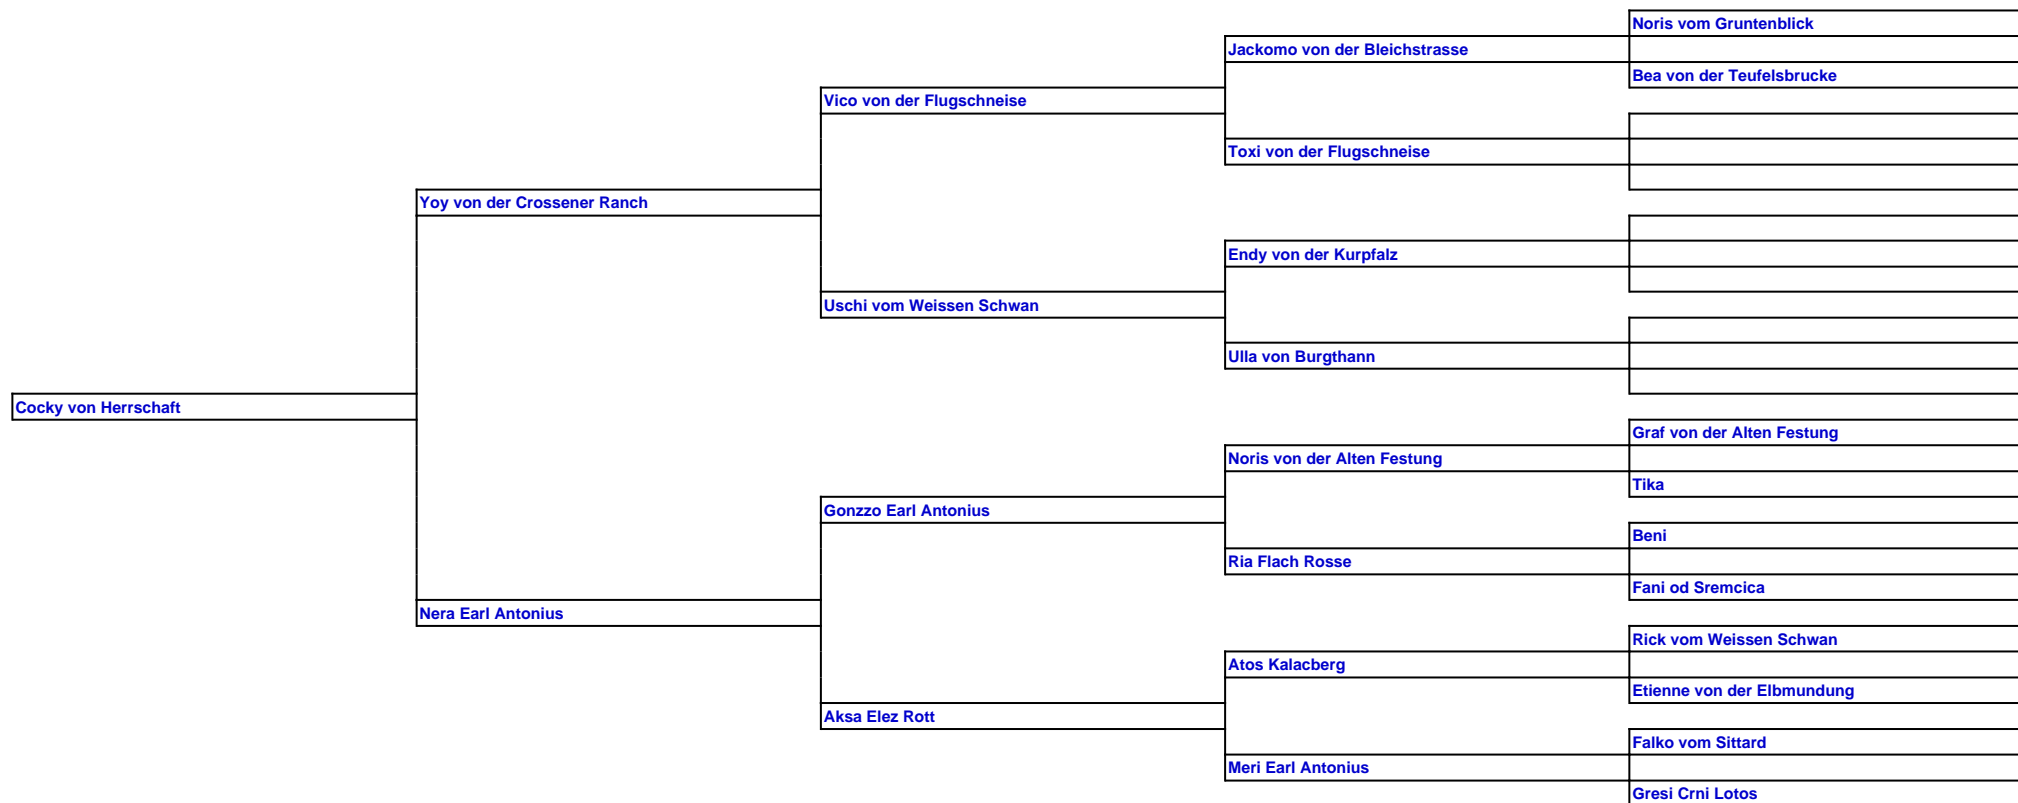 Noris vom Gruntenblick
Jackomo von der Bleichstrasse
Bea von der Teufelsbrucke
Vico von der Flugschneise
Toxi von der Flugschneise
Yoy von der Crossener Ranch
Endy von der Kurpfalz
Uschi vom Weissen Schwan
Ulla von Burgthann
Cocky von Herrschaft
Graf von der Alten Festung
Noris von der Alten Festung
Tika
Gonzzo Earl Antonius
Beni
Ria Flach Rosse
Fani od Sremcica
Nera Earl Antonius
Rick vom Weissen Schwan
Atos Kalacberg
Etienne von der Elbmundung
Aksa Elez Rott
Falko vom Sittard
Meri Earl Antonius
Gresi Crni Lotos